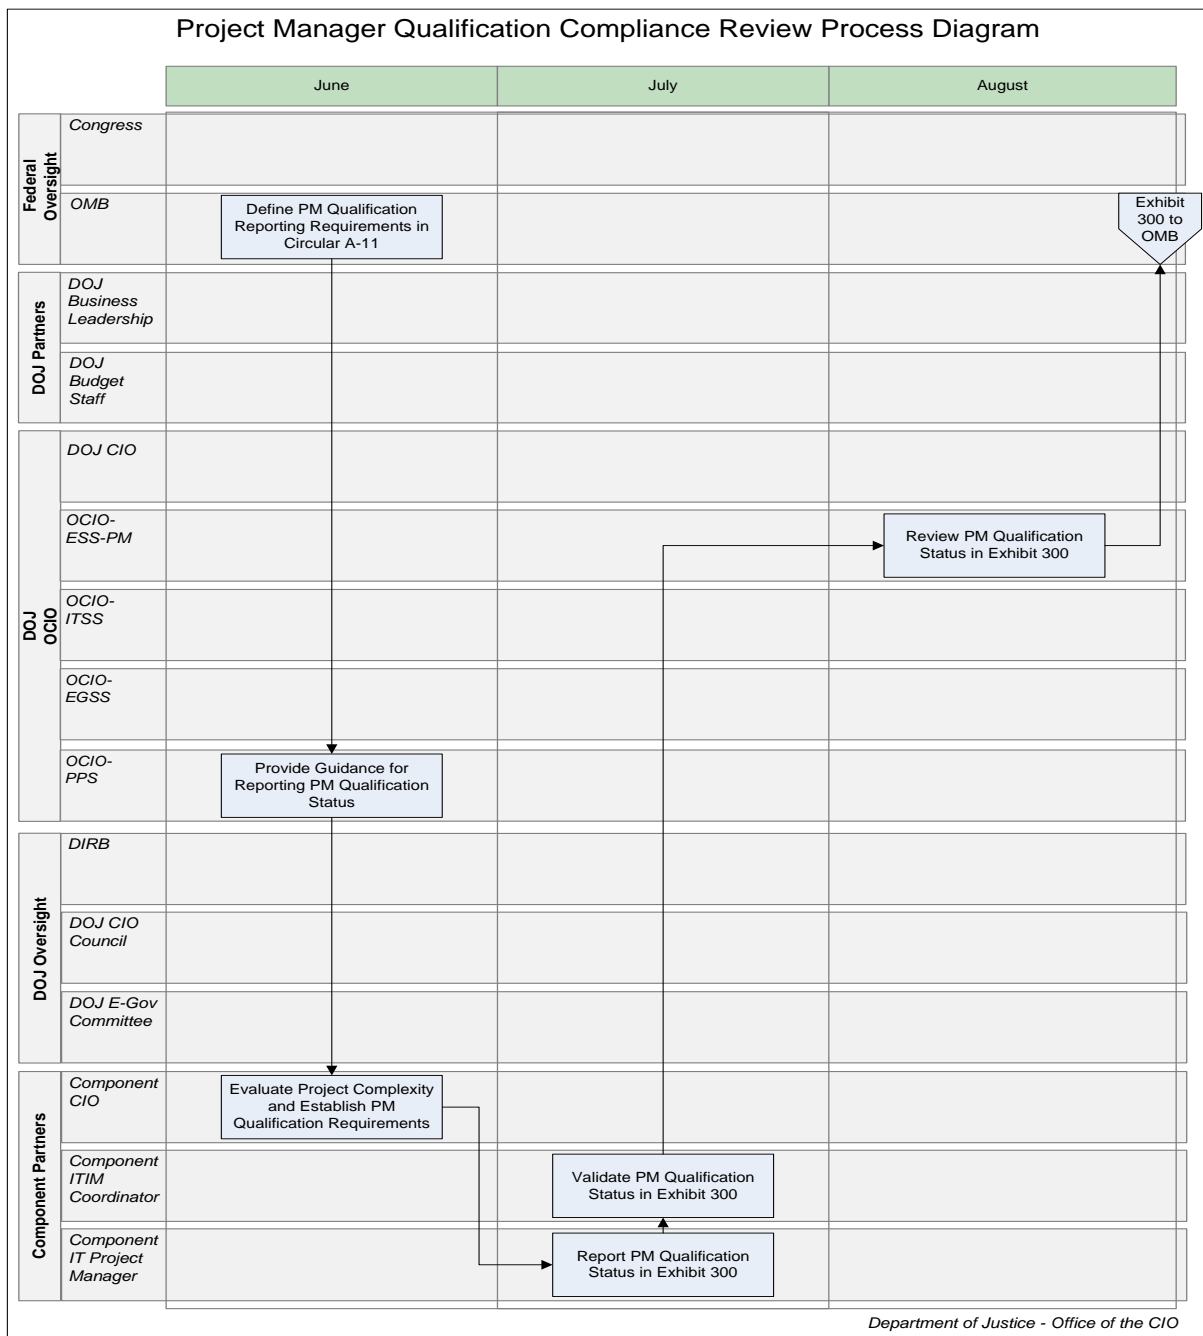 Project Manager Qualification Compliance Review Process Diagram
June
July
August
Federal
Oversight
Congress
OMB
Define PM Qualification
Reporting Requirements in
Circular A-11
Exhibit
300 to
OMB
DOJ Partners
DOJ
Business
Leadership
DOJ
Budget
Staff
DOJ
OCIO
DOJ CIO
OCIO-
ESS-PM
Review PM Qualification
Status in Exhibit 300
OCIO-
ITSS
OCIO-
EGSS
OCIO-
PPS
Provide Guidance for
Reporting PM Qualification
Status
DOJ Oversight
DIRB
DOJ CIO
Council
DOJ E-Gov
Committee
Component Partners
Component
CIO
Evaluate Project Complexity
and Establish PM
Qualification Requirements
Component
ITIM
Coordinator
Validate PM Qualification
Status in Exhibit 300
Component
IT Project
Manager
Report PM Qualification
Status in Exhibit 300
Department of Justice - Office of the CIO